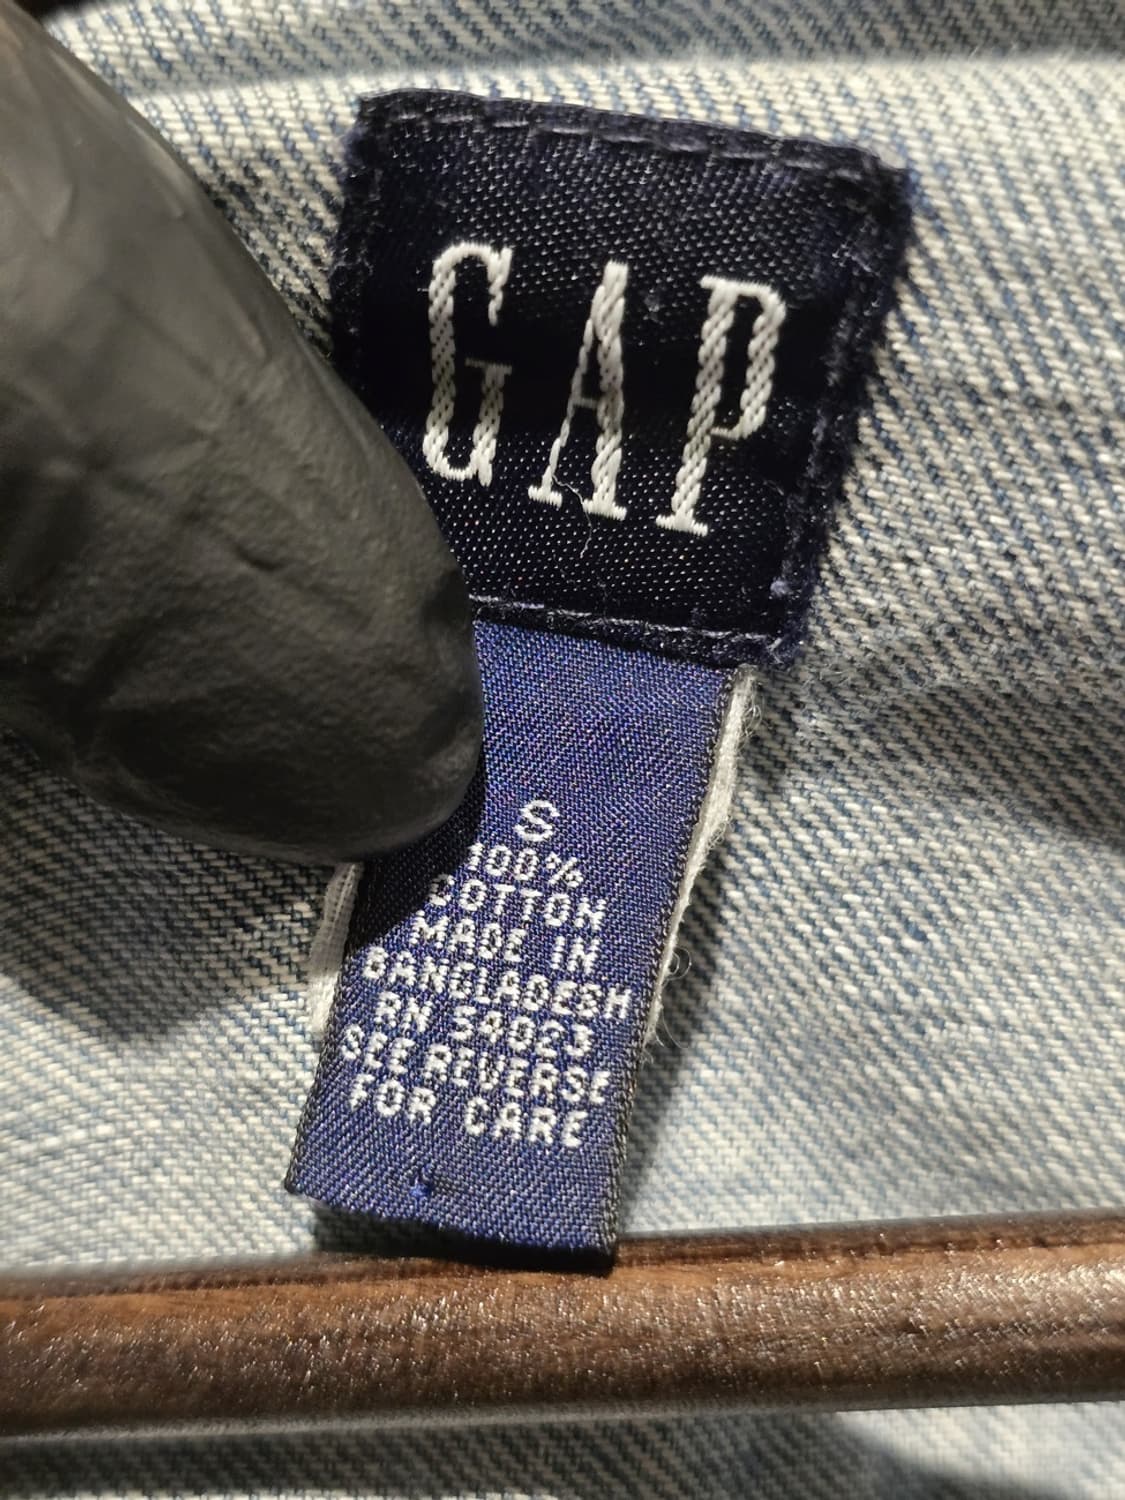 GAP
S
100%
COTTON
MADE IN
BANGLADESH
RN 54023
SEE REVERSE
FOR CARE